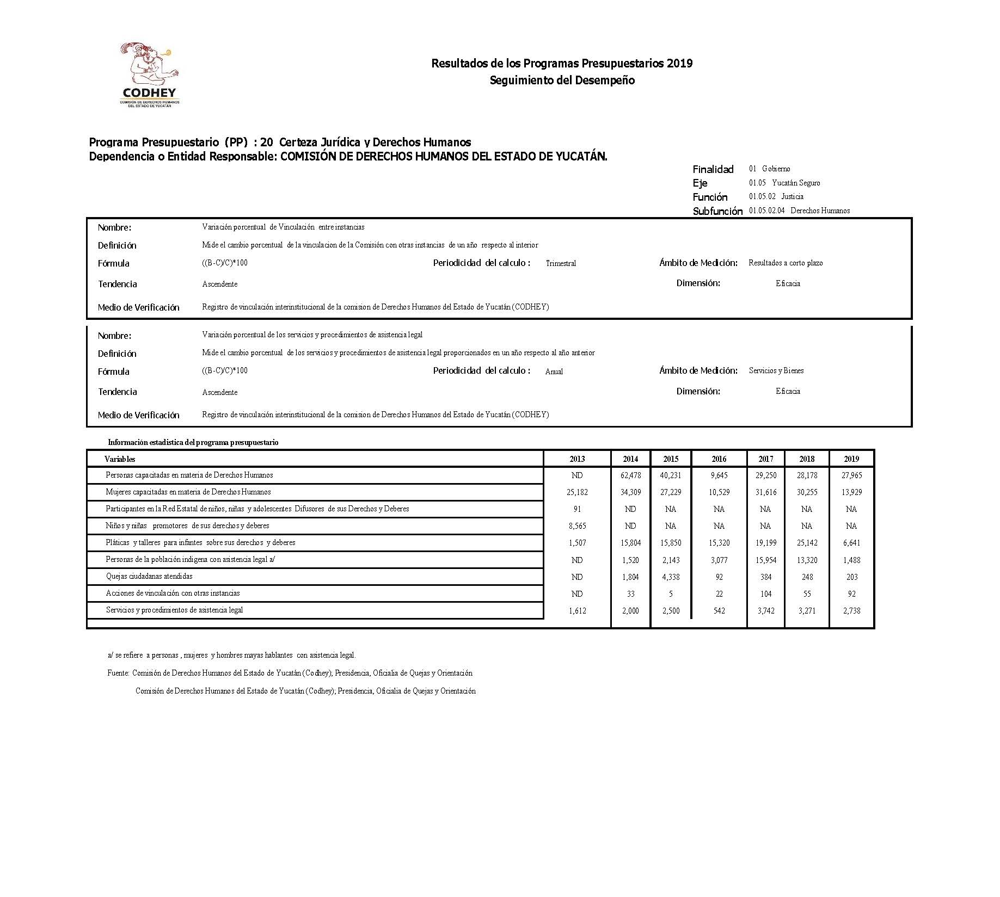 CODHEY
COMISIÓN DE DERECHOS HUMANOS
DEL ESTADO DE YUCATÁN
Resultados de los Programas Presupuestarios 2019
Seguimiento del Desempeño
Programa Presupuestario (PP) : 20 Certeza Jurídica y Derechos Humanos
Dependencia o Entidad Responsable: COMISIÓN DE DERECHOS HUMANOS DEL ESTADO DE YUCATÁN.
Finalidad 01 Gobierno
Eje 01.05 Yucatán Seguro
Función 01.05.02 Justicia
Subfunción 01.05.02.04 Derechos Humanos
Nombre: Variación porcentual de Vinculación entre instancias
Definición Mide el cambio porcentual de la vinculacion de la Comisión con otras instancias de un año respecto al interior
Fórmula ((B-C)/C)*100 Periodicidad del calculo : Trimestral Ámbito de Medición: Resultados a corto plazo
Tendencia Ascendente Dimensión: Eficacia
Medio de Verificación Registro de vinculación interinstitucional de la comision de Derechos Humanos del Estado de Yucatán (CODHEY)
Nombre: Variación porcentual de los servicios y procedimientos de asistencia legal
Definición Mide el cambio porcentual de los servicios y procedimientos de asistencia legal proporcionados en un año respecto al año anterior
Fórmula ((B-C)/C)*100 Periodicidad del calculo : Anual Ámbito de Medición: Servicios y Bienes
Tendencia Ascendente Dimensión: Eficacia
Medio de Verificación Registro de vinculación interinstitucional de la comision de Derechos Humanos del Estado de Yucatán (CODHEY)
Información estadistica del programa presupuestario
Variables 2013 2014 2015 2016 2017 2018 2019
Personas capacitadas en materia de Derechos Humanos ND 62,478 40,231 9,645 29,250 28,178 27,965
Mujeres capacitadas en materia de Derechos Humanos 25,182 34,309 27,229 10,529 31,616 30,255 13,929
Participantes en la Red Estatal de niños, niñas y adolescentes Difusores de sus Derechos y Deberes 91 ND NA NA NA NA NA
Niños y niñas promotores de sus derechos y deberes 8,565 ND NA NA NA NA NA
Pláticas y talleres para infantes sobre sus derechos y deberes 1,507 15,804 15,850 15,320 19,199 25,142 6,641
Personas de la población indigena con asistencia legal a/ ND 1,520 2,143 3,077 15,954 13,320 1,488
Quejas ciudadanas atendidas ND 1,804 4,338 92 384 248 203
Acciones de vinculación con otras instancias ND 33 5 22 104 55 92
Servicios y procedimientos de asistencia legal 1,612 2,000 2,500 542 3,742 3,271 2,738
a/ se refiere a personas , mujeres y hombres mayas hablantes con asistencia legal.
Fuente: Comisión de Derechos Humanos del Estado de Yucatán (Codhey); Presidencia, Oficialia de Quejas y Orientación
Comisión de Derechos Humanos del Estado de Yucatán (Codhey); Presidencia, Oficialia de Quejas y Orientación